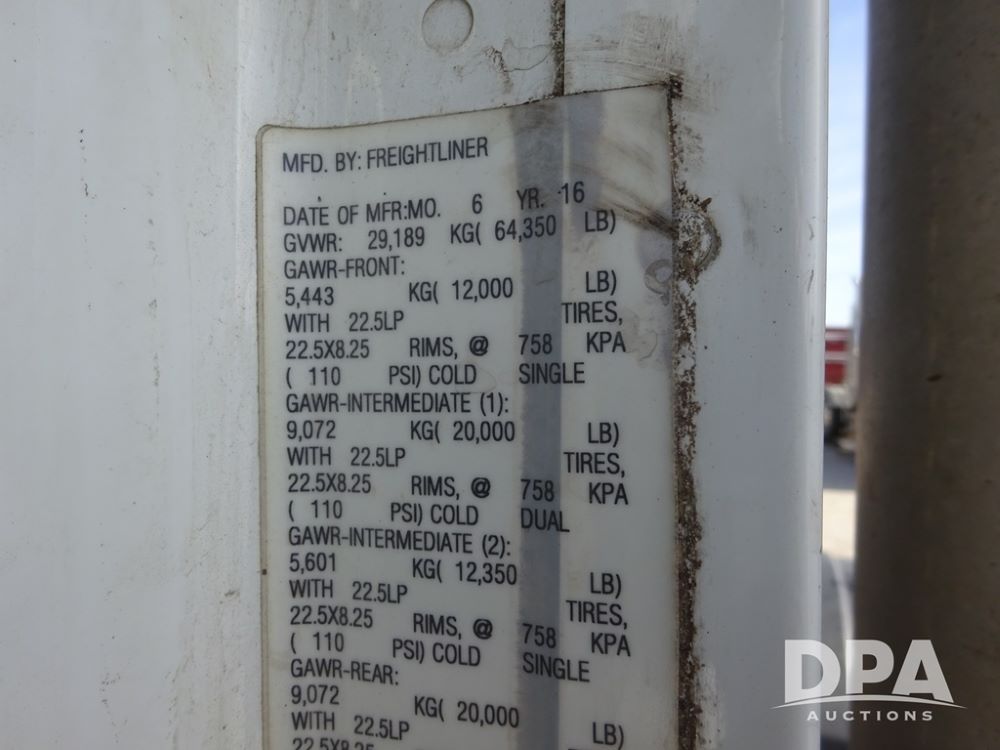 MFD. BY: FREIGHTLINER
DATE OF MFR:MO. 6 YR. 16
GVWR: 29,189 KG( 64,350 LB)
GAWR-FRONT:
5,443 KG( 12,000 LB)
WITH 22.5LP TIRES,
22.5X8.25 RIMS, @ 758 KPA
( 110 PSI) COLD SINGLE
GAWR-INTERMEDIATE (1):
9,072 KG( 20,000 LB)
WITH 22.5LP TIRES,
22.5X8.25 RIMS, @ 758 KPA
( 110 PSI) COLD DUAL
GAWR-INTERMEDIATE (2):
5,601 KG( 12,350 LB)
WITH 22.5LP TIRES,
22.5X8.25 RIMS, @ 758 KPA
( 110 PSI) COLD SINGLE
GAWR-REAR:
9,072 KG( 20,000 LB)
WITH 22.5LP
22.5X8.25
DPA
AUCTIONS